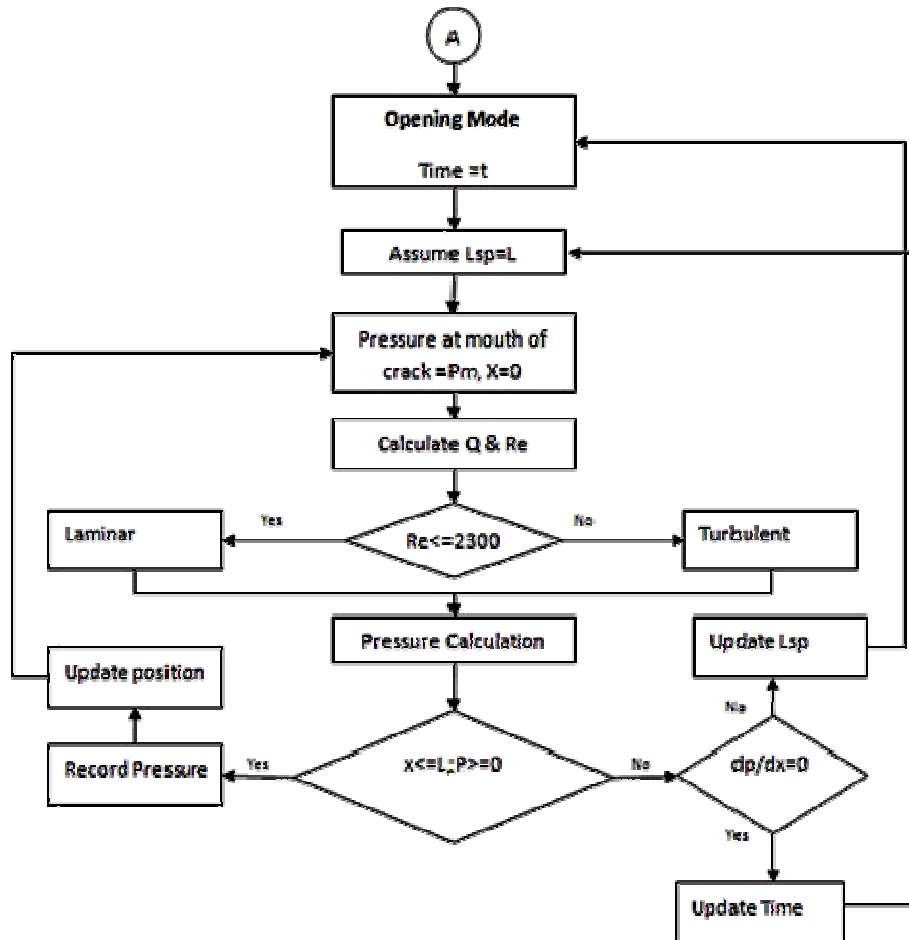 A
Opening Mode
Time =t
Assume Lsp=L
Pressure at mouth of
crack =Pm, X=0
Calculate Q & Re
Yes
No
Laminar
Re<=2300
Turbulent
Pressure Calculation
Update Lsp
Update position
No
Record Pressure
Yes
x<=L;P>=0
No
dp/dx=0
Yes
Update Time